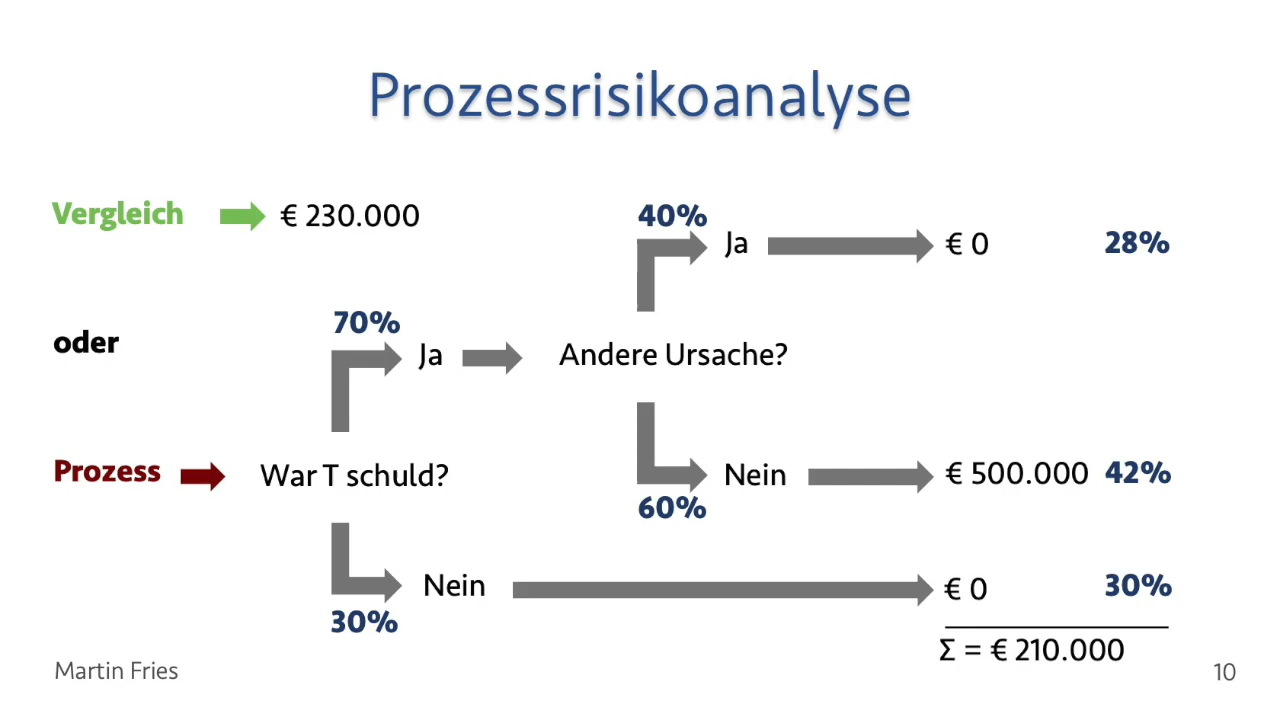 Prozessrisikoanalyse
Vergleich € 230.000
40%
Ja € 0 28%
70%
oder
Ja Andere Ursache?
Prozess War T schuld?
Nein € 500.000 42%
60%
Nein € 0 30%
30%
Σ = € 210.000
Martin Fries 10